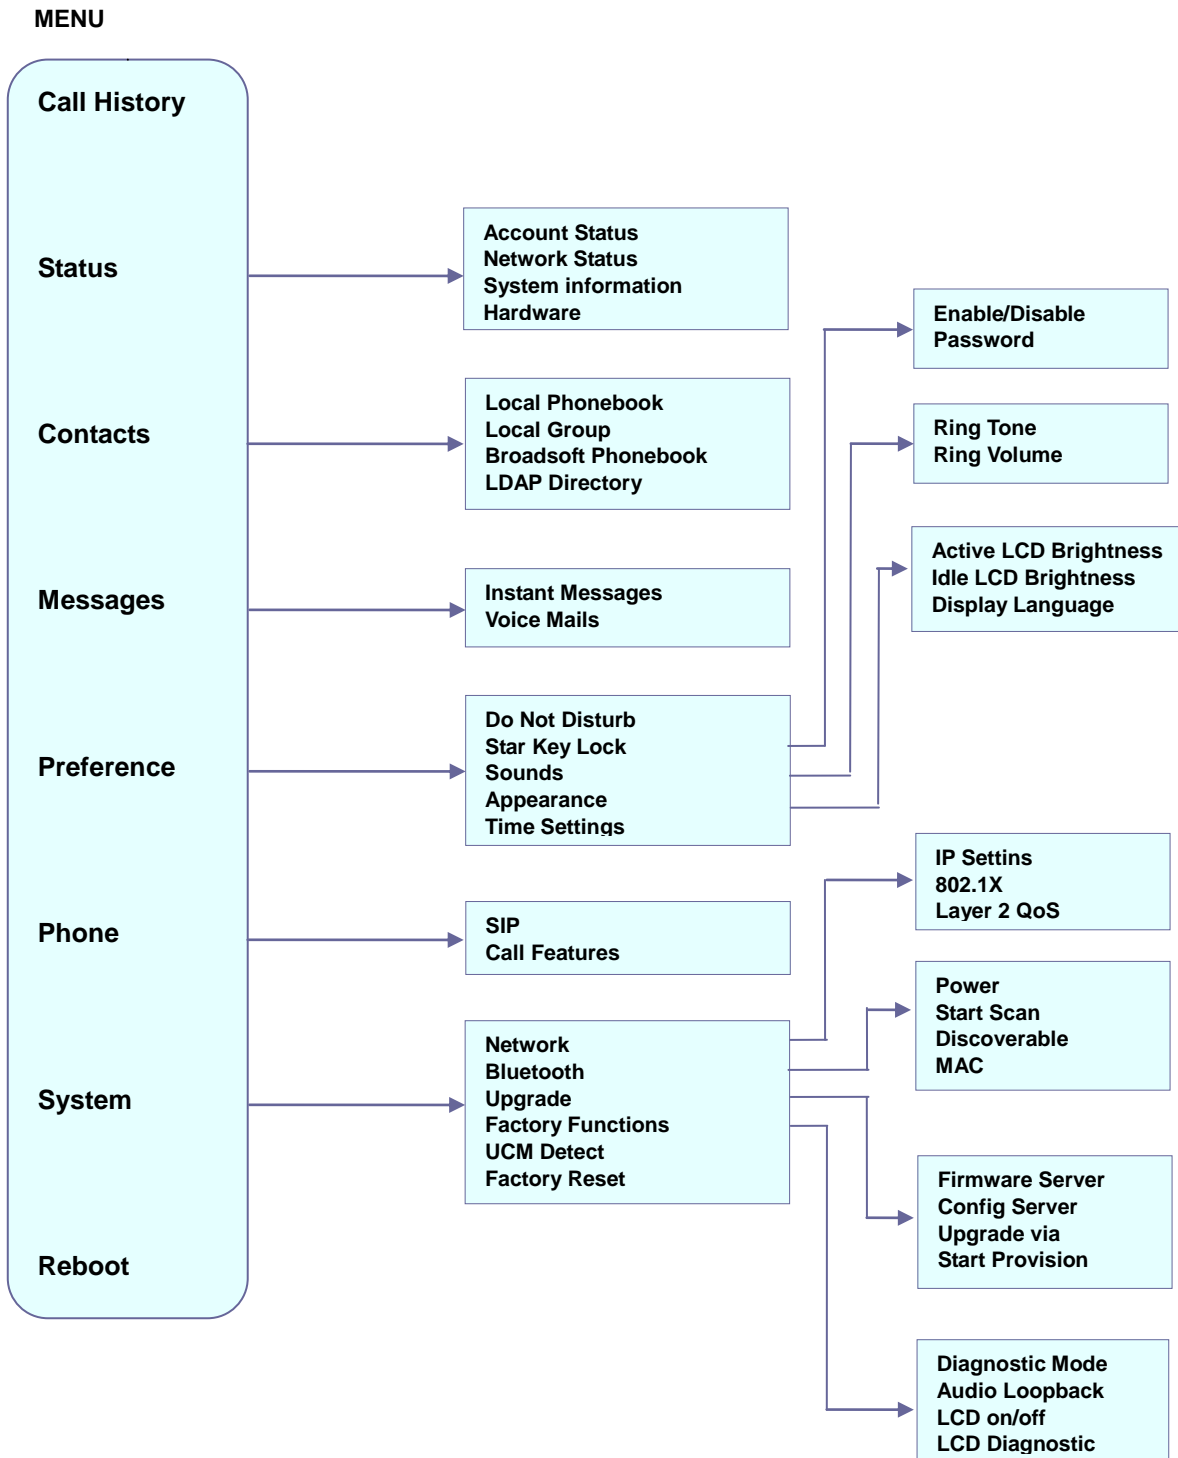 MENU
Call History
Status
Contacts
Messages
Preference
Phone
System
Reboot
Account Status
Network Status
System information
Hardware
Local Phonebook
Local Group
Broadsoft Phonebook
LDAP Directory
Instant Messages
Voice Mails
Do Not Disturb
Star Key Lock
Sounds
Appearance
Time Settings
SIP
Call Features
Network
Bluetooth
Upgrade
Factory Functions
UCM Detect
Factory Reset
Enable/Disable
Password
Ring Tone
Ring Volume
Active LCD Brightness
Idle LCD Brightness
Display Language
IP Settins
802.1X
Layer 2 QoS
Power
Start Scan
Discoverable
MAC
Firmware Server
Config Server
Upgrade via
Start Provision
Diagnostic Mode
Audio Loopback
LCD on/off
LCD Diagnostic